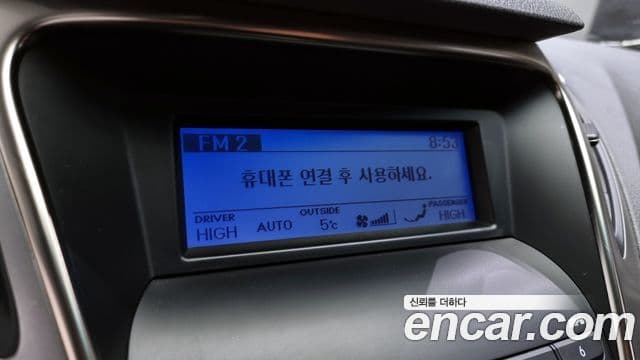 FM 2 8:53
휴대폰 연결 후 사용하세요.
DRIVER OUTSIDE PASSENGER
HIGH AUTO 5℃ HIGH
신뢰를 더하다
encar.com
6